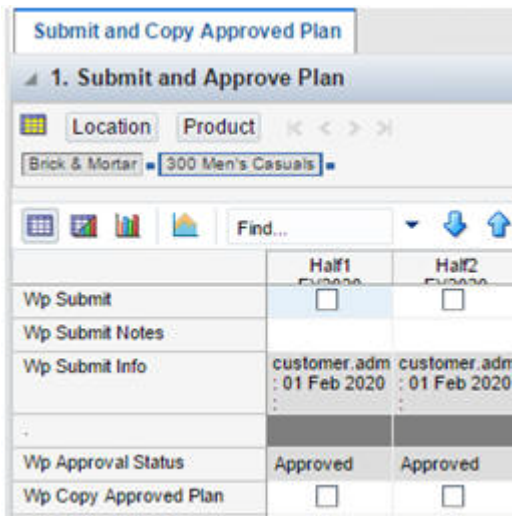 Submit and Copy Approved Plan
1. Submit and Approve Plan
Location Product
Brick & Mortar 300 Men's Casuals
Find...
Half1 Half2
FY2020 FY2020
Wp Submit
Wp Submit Notes
Wp Submit Info customer.adm customer.adm
: 01 Feb 2020 : 01 Feb 2020
: :
.
Wp Approval Status Approved Approved
Wp Copy Approved Plan